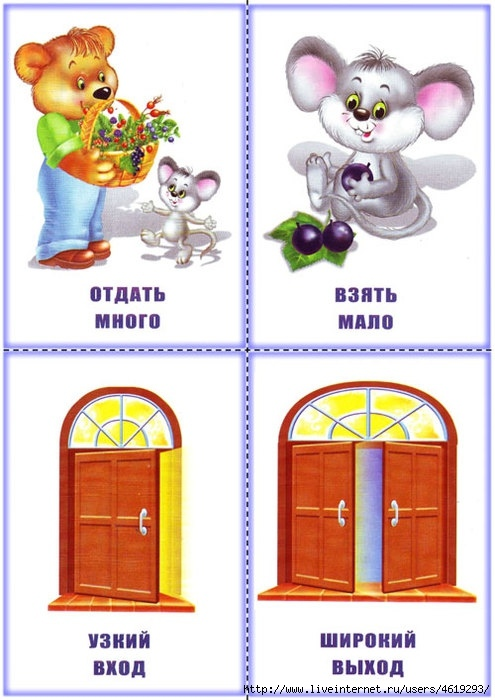 ОТДАТЬ
МНОГО
ВЗЯТЬ
МАЛО
УЗКИЙ
ВХОД
ШИРОКИЙ
ВЫХОД
http://www.liveinternet.ru/users/4619293/